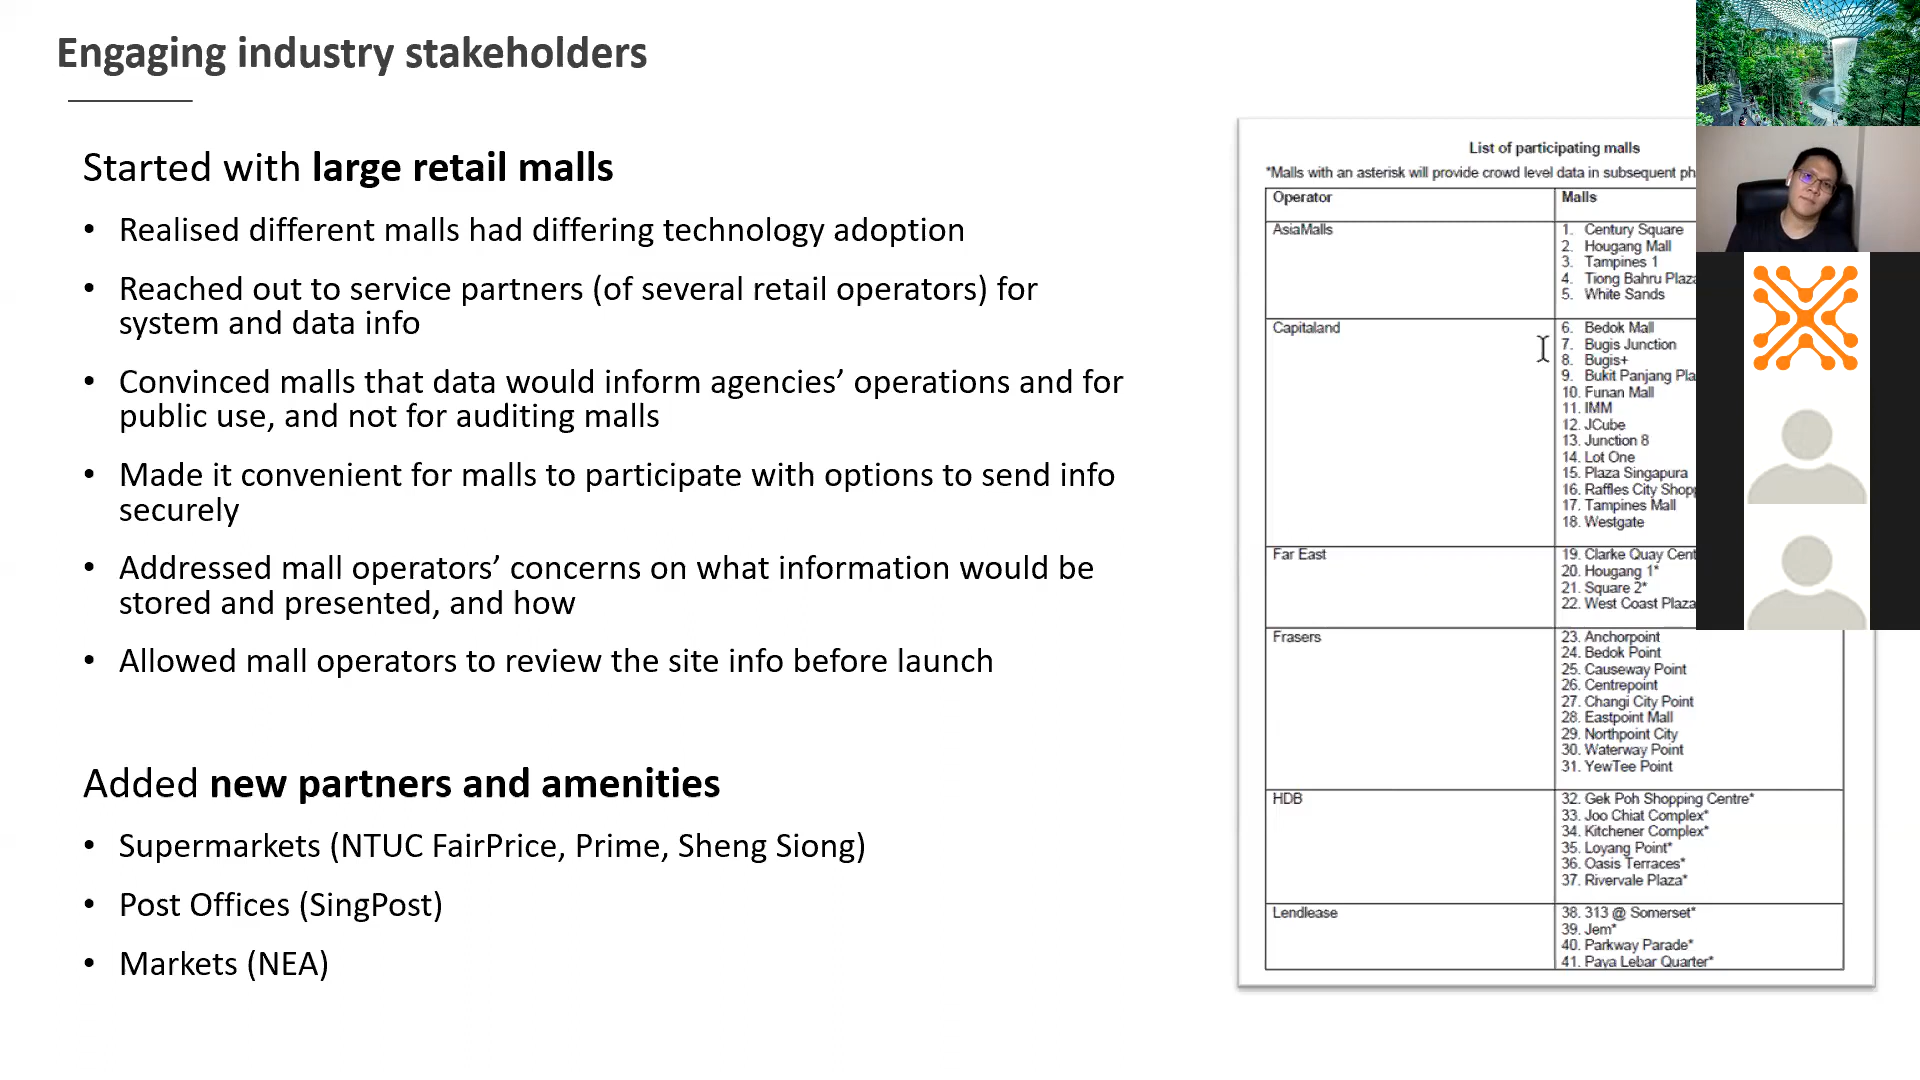 Engaging industry stakeholders
Started with large retail malls
• Realised different malls had differing technology adoption
• Reached out to service partners (of several retail operators) for
system and data info
• Convinced malls that data would inform agencies’ operations and for
public use, and not for auditing malls
• Made it convenient for malls to participate with options to send info
securely
• Addressed mall operators’ concerns on what information would be
stored and presented, and how
• Allowed mall operators to review the site info before launch
Added new partners and amenities
• Supermarkets (NTUC FairPrice, Prime, Sheng Siong)
• Post Offices (SingPost)
• Markets (NEA)
List of participating malls
*Malls with an asterisk will provide crowd level data in subsequent
Operator
Malls
AsiaMalls
1. Century Square
2. Hougang Mall
3. Tampines 1
4. Tiong Bahru
5. White Sands
Capitaland
6. Bedok Mall
7. Bugis Junction
8. Bugis+
9. Bukit Panjang
10. Funan Mall
11. IMM
12. JCube
13. Junction 8
14. Lot One
15. Plaza Singapura
16. Raffles City
17. Tampines Mall
18. Westgate
Far East
19. Clarke Quay
20. Hougang 1*
21. Square 2*
22. West Coast Plaza
Frasers
23. Anchorpoint
24. Bedok Point
25. Causeway Point
26. Centrepoint
27. Changi City Point
28. Eastpoint Mall
29. Northpoint City
30. Waterway Point
31. YewTee Point
HDB
32. Gek Poh Shopping Centre*
33. Joo Chiat Complex*
34. Kitchener Complex*
35. Loyang Point*
36. Oasis Terraces*
37. Rivervale Plaza*
Lendlease
38. 313 @ Somerset*
39. Jem*
40. Parkway Parade*
41. Paya Lebar Quarter*